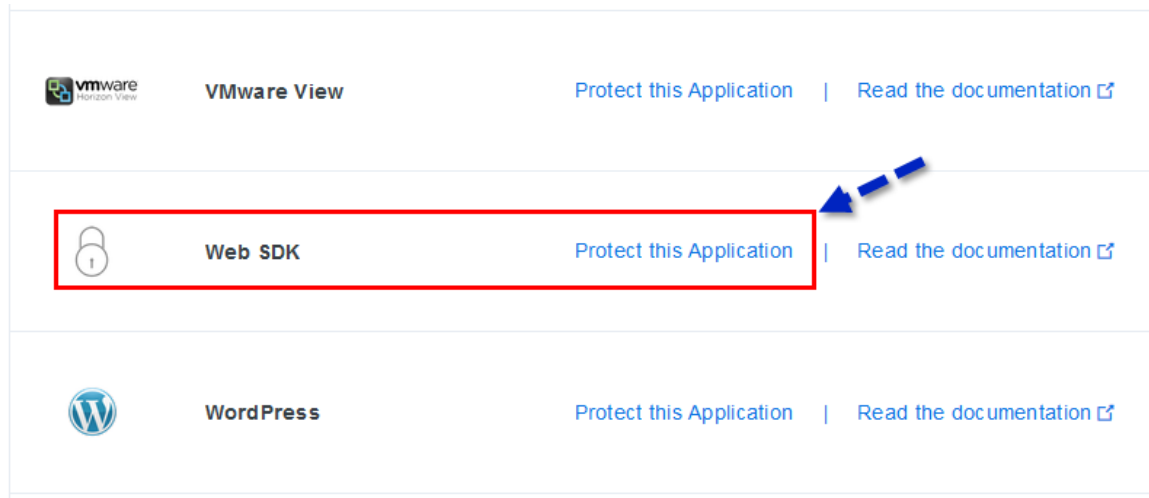 vmware
Horizon View
VMware View Protect this Application | Read the documentation
Web SDK Protect this Application | Read the documentation
WordPress Protect this Application | Read the documentation